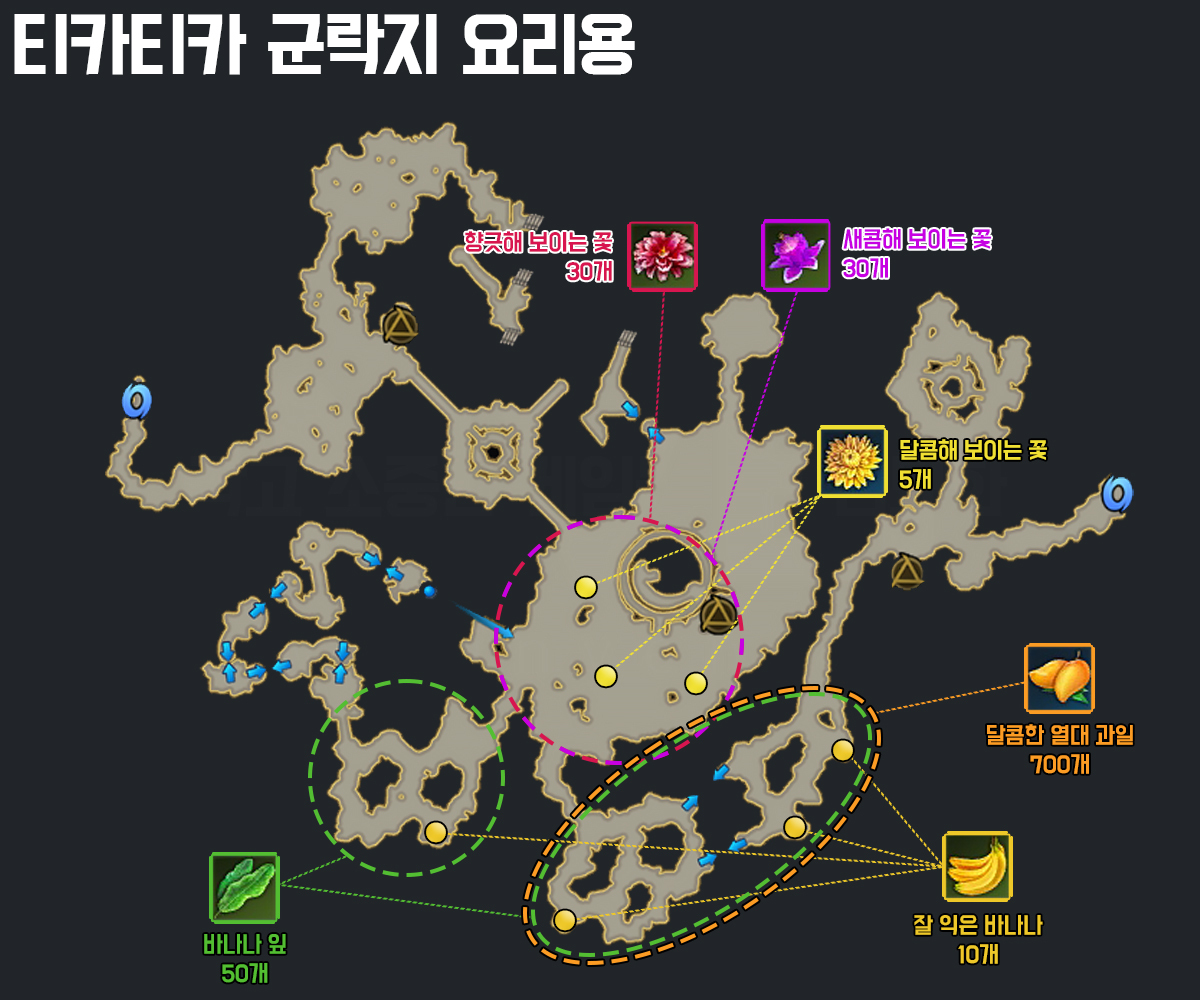 티카티카 군락지 요리용
향긋해 보이는 꽃
30개
새콤해 보이는 꽃
30개
달콤해 보이는 꽃
5개
달콤한 열대 과일
700개
바나나 잎
50개
잘 익은 바나나
10개